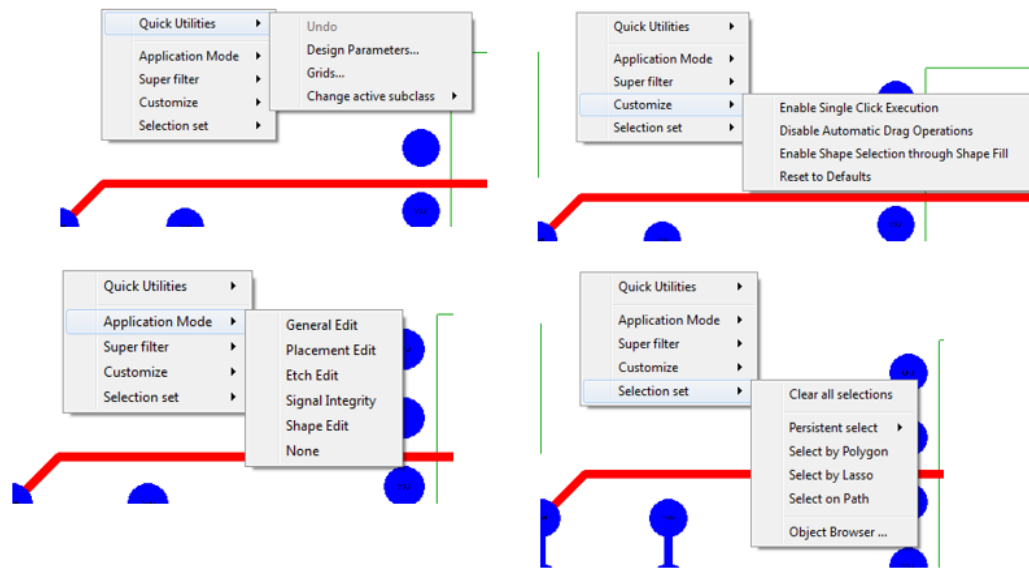 Quick Utilities
Application Mode
Super filter
Customize
Selection set
Undo
Design Parameters...
Grids...
Change active subclass
Quick Utilities
Application Mode
Super filter
Customize
Selection set
Enable Single Click Execution
Disable Automatic Drag Operations
Enable Shape Selection through Shape Fill
Reset to Defaults
Quick Utilities
Application Mode
Super filter
Customize
Selection set
General Edit
Placement Edit
Etch Edit
Signal Integrity
Shape Edit
None
Quick Utilities
Application Mode
Super filter
Customize
Selection set
Clear all selections
Persistent select
Select by Polygon
Select by Lasso
Select on Path
Object Browser ...